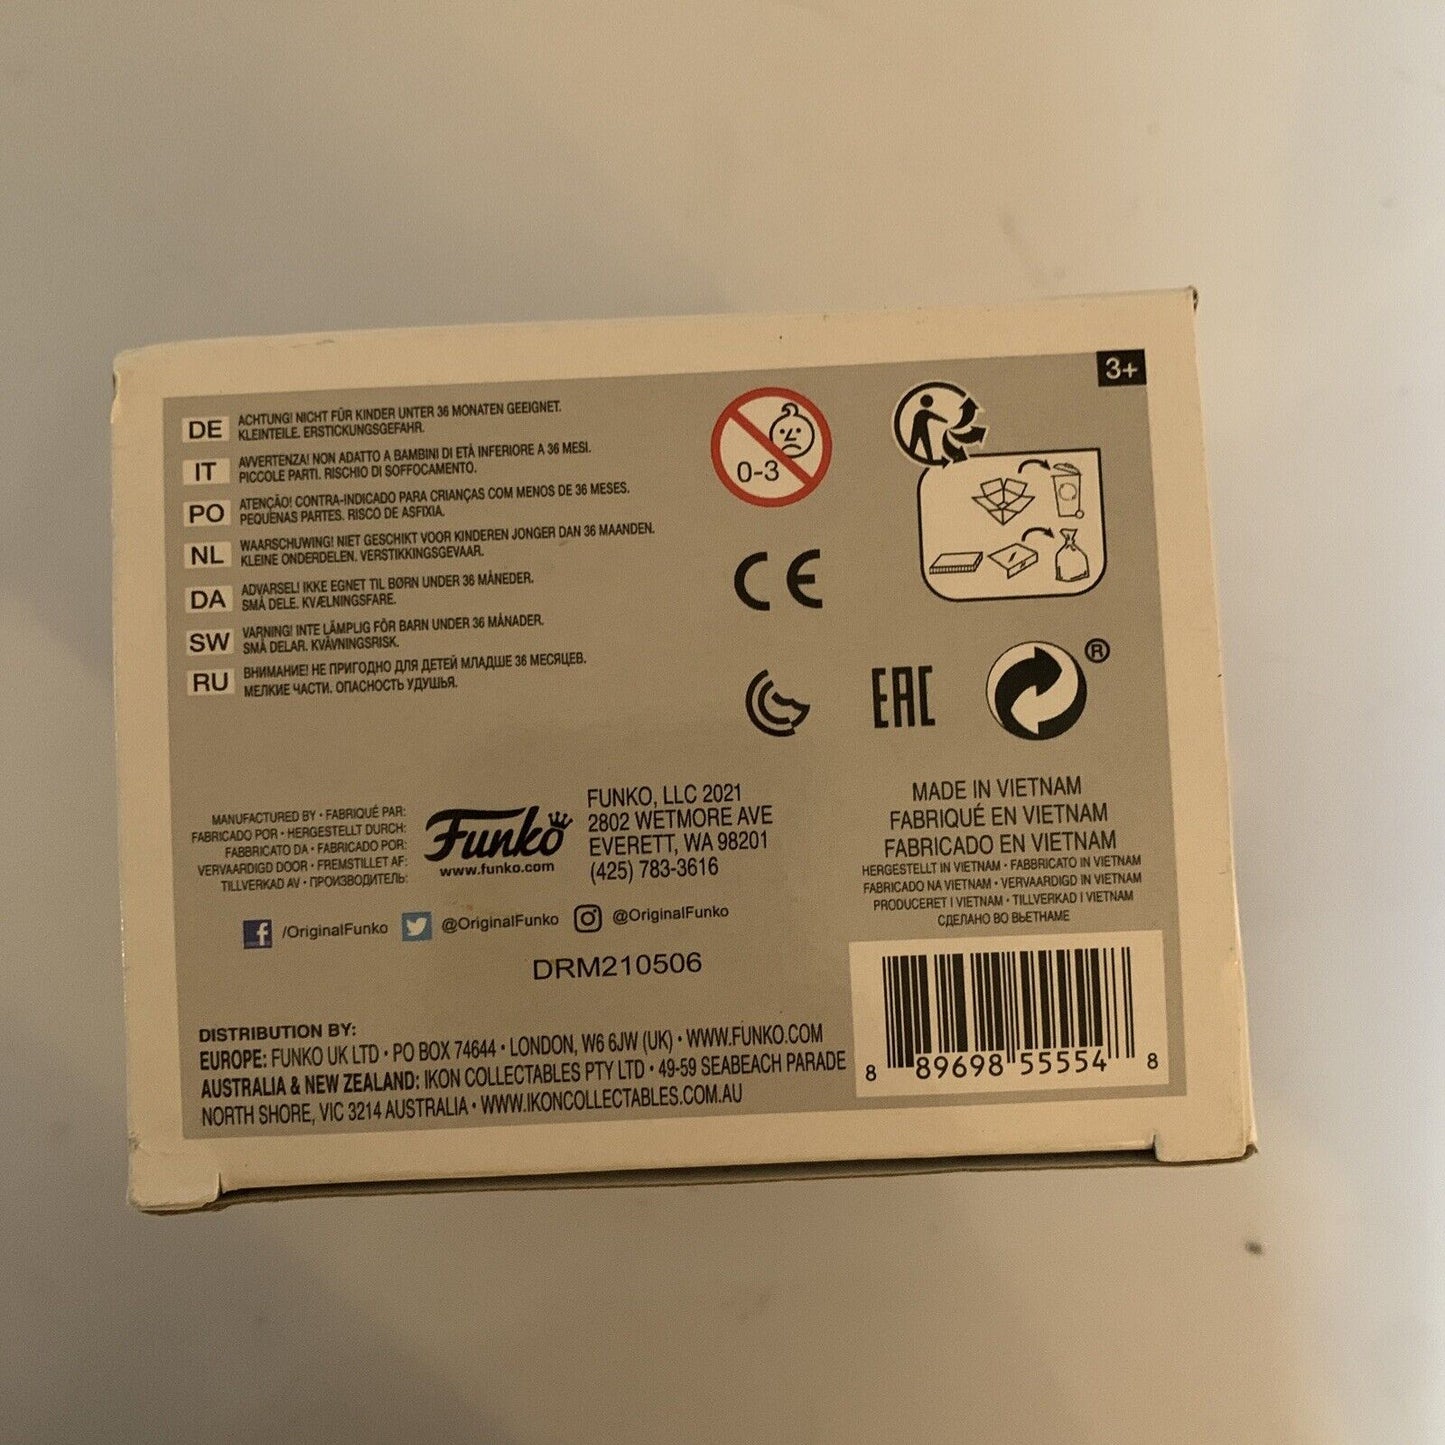 3+
DE ACHTUNG! NICHT FÜR KINDER UNTER 36 MONATEN GEEIGNET.
KLEINTEILE. ERSTICKUNGSGEFAHR.
IT AVVERTENZA! NON ADATTO A BAMBINI DI ETÀ INFERIORE A 36 MESI.
PICCOLE PARTI. RISCHIO DI SOFFOCAMENTO.
PO ATENÇÃO! CONTRA-INDICADO PARA CRIANÇAS COM MENOS DE 36 MESES.
PEQUENAS PARTES. RISCO DE ASFIXIA.
NL WAARSCHUWING! NIET GESCHIKT VOOR KINDEREN JONGER DAN 36 MAANDEN.
KLEINE ONDERDELEN. VERSTIKKINGSGEVAAR.
DA ADVARSEL! IKKE EGNET TIL BØRN UNDER 36 MÅNEDER.
SMÅ DELE. KVÆLNINGSFARE.
SW VARNING! INTE LÄMPLIG FÖR BARN UNDER 36 MÅNADER.
SMÅ DELAR. KVÄVNINGSRISK.
RU ВНИМАНИЕ! НЕ ПРИГОДНО ДЛЯ ДЕТЕЙ МЛАДШЕ 36 МЕСЯЦЕВ.
МЕЛКИЕ ЧАСТИ. ОПАСНОСТЬ УДУШЬЯ.
0-3
CE
EAC
®
MANUFACTURED BY • FABRIQUÉ PAR:
FABRICADO POR • HERGESTELLT DURCH:
FABBRICATO DA • FABRICADO POR:
VERVAARDIGD DOOR • FREMSTILLET AF:
TILLVERKAD AV • ПРОИЗВОДИТЕЛЬ:
Funko
www.funko.com
FUNKO, LLC 2021
2802 WETMORE AVE
EVERETT, WA 98201
(425) 783-3616
MADE IN VIETNAM
FABRIQUÉ EN VIETNAM
FABRICADO EN VIETNAM
HERGESTELLT IN VIETNAM • FABBRICATO IN VIETNAM
FABRICADO NA VIETNAM • VERVAARDIGD IN VIETNAM
PRODUCERET I VIETNAM • TILLVERKAD I VIETNAM
СДЕЛАНО ВО ВЬЕТНАМЕ
/OriginalFunko @OriginalFunko @OriginalFunko
DRM210506
DISTRIBUTION BY:
EUROPE: FUNKO UK LTD • PO BOX 74644 • LONDON, W6 6JW (UK) • WWW.FUNKO.COM
AUSTRALIA & NEW ZEALAND: IKON COLLECTABLES PTY LTD • 49-59 SEABEACH PARADE
NORTH SHORE, VIC 3214 AUSTRALIA • WWW.IKONCOLLECTABLES.COM.AU
8 89698 55554 8